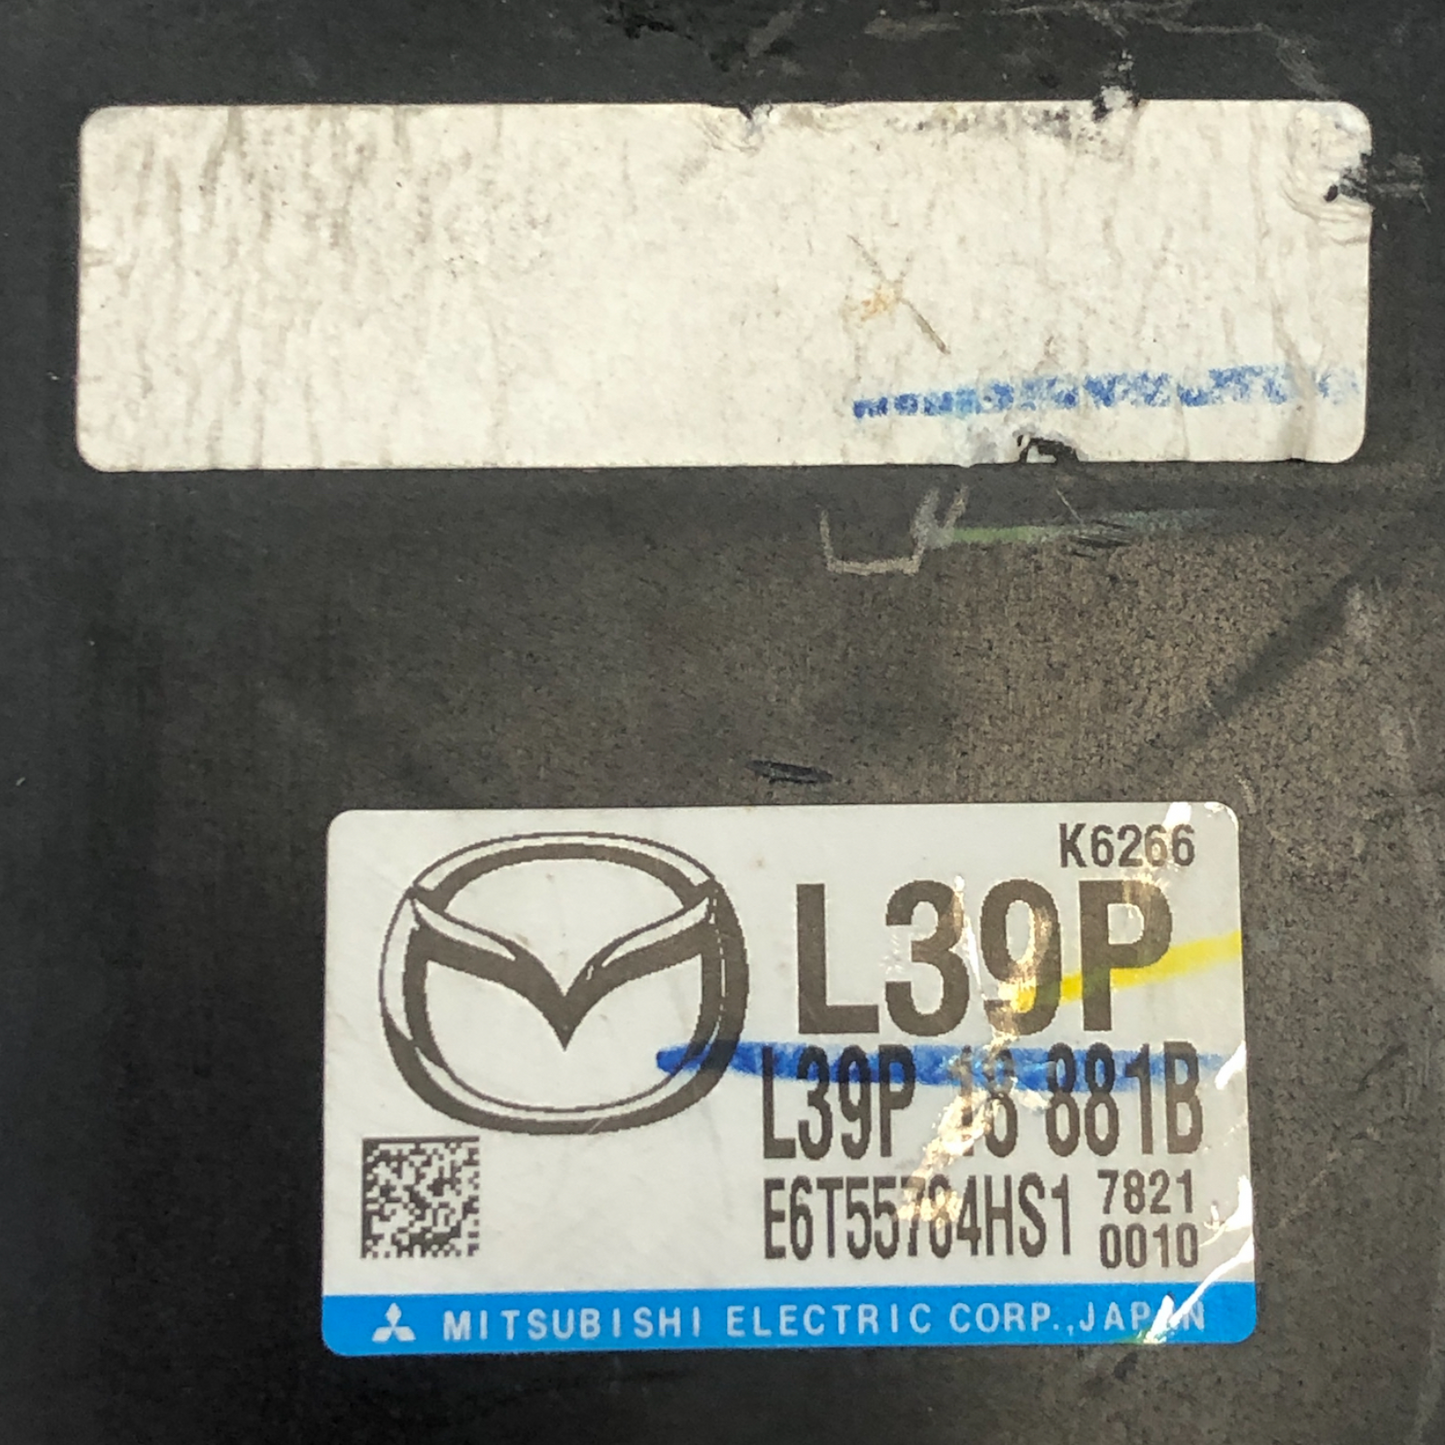 K6266
L39P
L39P 18 881B
E6T55784HS1 7821
0010
MITSUBISHI ELECTRIC CORP.,JAPAN